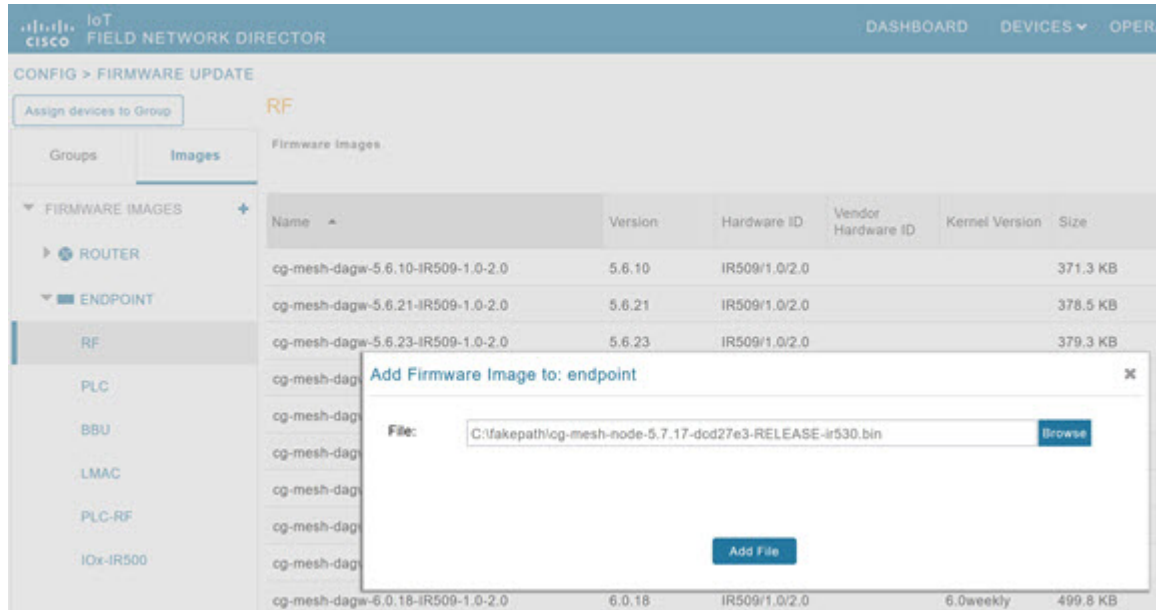 IoT
CISCO FIELD NETWORK DIRECTOR
DASHBOARD DEVICES OPER
CONFIG > FIRMWARE UPDATE
Assign devices to Group
RF
Groups Images
Firmware Images
FIRMWARE IMAGES +
Name Version Hardware ID Vendor Hardware ID Kernel Version Size
ROUTER
cg-mesh-dagw-5.6.10-IR509-1.0-2.0 5.6.10 IR509/1.0/2.0 371.3 KB
ENDPOINT
cg-mesh-dagw-5.6.21-IR509-1.0-2.0 5.6.21 IR509/1.0/2.0 378.5 KB
RF
cg-mesh-dagw-5.6.23-IR509-1.0-2.0 5.6.23 IR509/1.0/2.0 379.3 KB
PLC
cg-mesh-dag
Add Firmware Image to: endpoint
BBU
cg-mesh-dag
File: C:\fakepath\cg-mesh-node-5.7.17-dcd27e3-RELEASE-ir530.bin Browse
cg-mesh-dag
LMAC
cg-mesh-dag
PLC-RF
cg-mesh-dag
Add File
IOx-IR500
cg-mesh-dag
cg-mesh-dagw-6.0.18-IR509-1.0-2.0 6.0.18 IR509/1.0/2.0 6.0weekly 499.8 KB